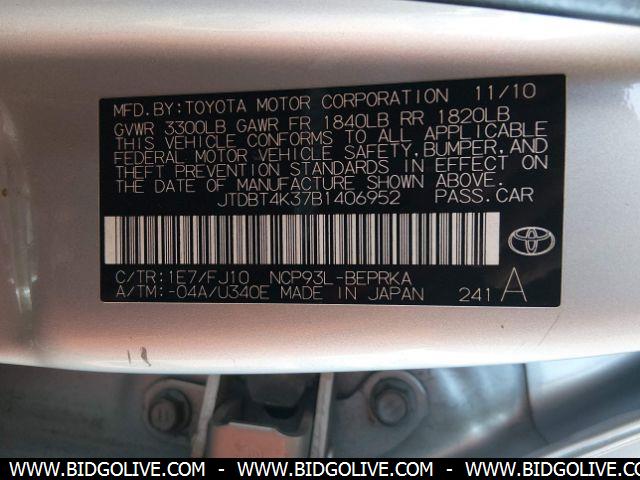 MFD.BY:TOYOTA MOTOR CORPORATION 11/10
GVWR 3300LB GAWR FR 1840LB RR 1820LB
THIS VEHICLE CONFORMS TO ALL APPLICABLE
FEDERAL MOTOR VEHICLE SAFETY,BUMPER,AND
THEFT PREVENTION STANDARDS IN EFFECT ON
THE DATE OF MANUFACTURE SHOWN ABOVE.
JTDBT4K37B1406952 PASS.CAR
C/TR:1E7/FJ10 NCP93L-BEPRKA
A/TM:-04A/U340E MADE IN JAPAN 241 A
WWW.BIDGOLIVE.COM - WWW.BIDGOLIVE.COM - WWW.BIDGOLIVE.COM